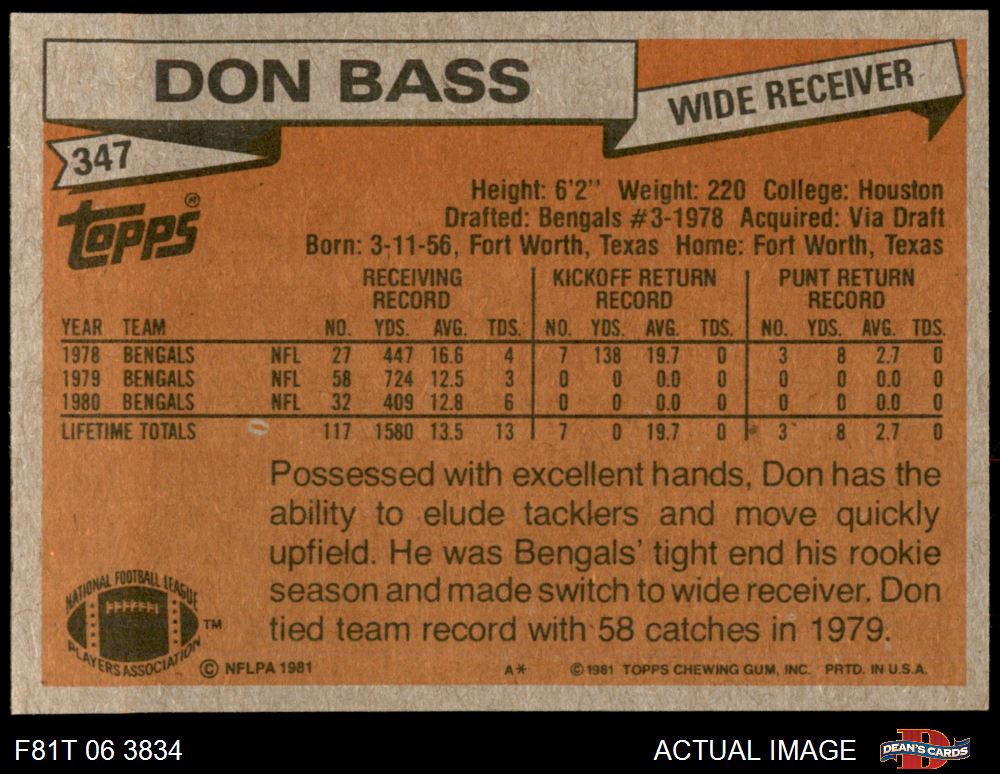 DON BASS
WIDE RECEIVER
347
TOPPS®
Height: 6'2" Weight: 220 College: Houston
Drafted: Bengals #3-1978 Acquired: Via Draft
Born: 3-11-56, Fort Worth, Texas Home: Fort Worth, Texas
RECEIVING RECORD KICKOFF RETURN RECORD PUNT RETURN RECORD
YEAR TEAM NO. YDS. AVG. TDS. NO. YDS. AVG. TDS. NO. YDS. AVG. TDS.
1978 BENGALS NFL 27 447 16.6 4 7 138 19.7 0 3 8 2.7 0
1979 BENGALS NFL 58 724 12.5 3 0 0 0.0 0 0 0 0.0 0
1980 BENGALS NFL 32 409 12.8 6 0 0 0.0 0 0 0 0.0 0
LIFETIME TOTALS 117 1580 13.5 13 7 0 19.7 0 3 8 2.7 0
Possessed with excellent hands, Don has the
ability to elude tacklers and move quickly
upfield. He was Bengals' tight end his rookie
season and made switch to wide receiver. Don
tied team record with 58 catches in 1979.
NATIONAL FOOTBALL LEAGUE
PLAYERS ASSOCIATION
TM
© NFLPA 1981
A* © 1981 TOPPS CHEWING GUM, INC. PRTD. IN U.S.A.
F81T 06 3834
ACTUAL IMAGE
D
DEAN'S CARDS